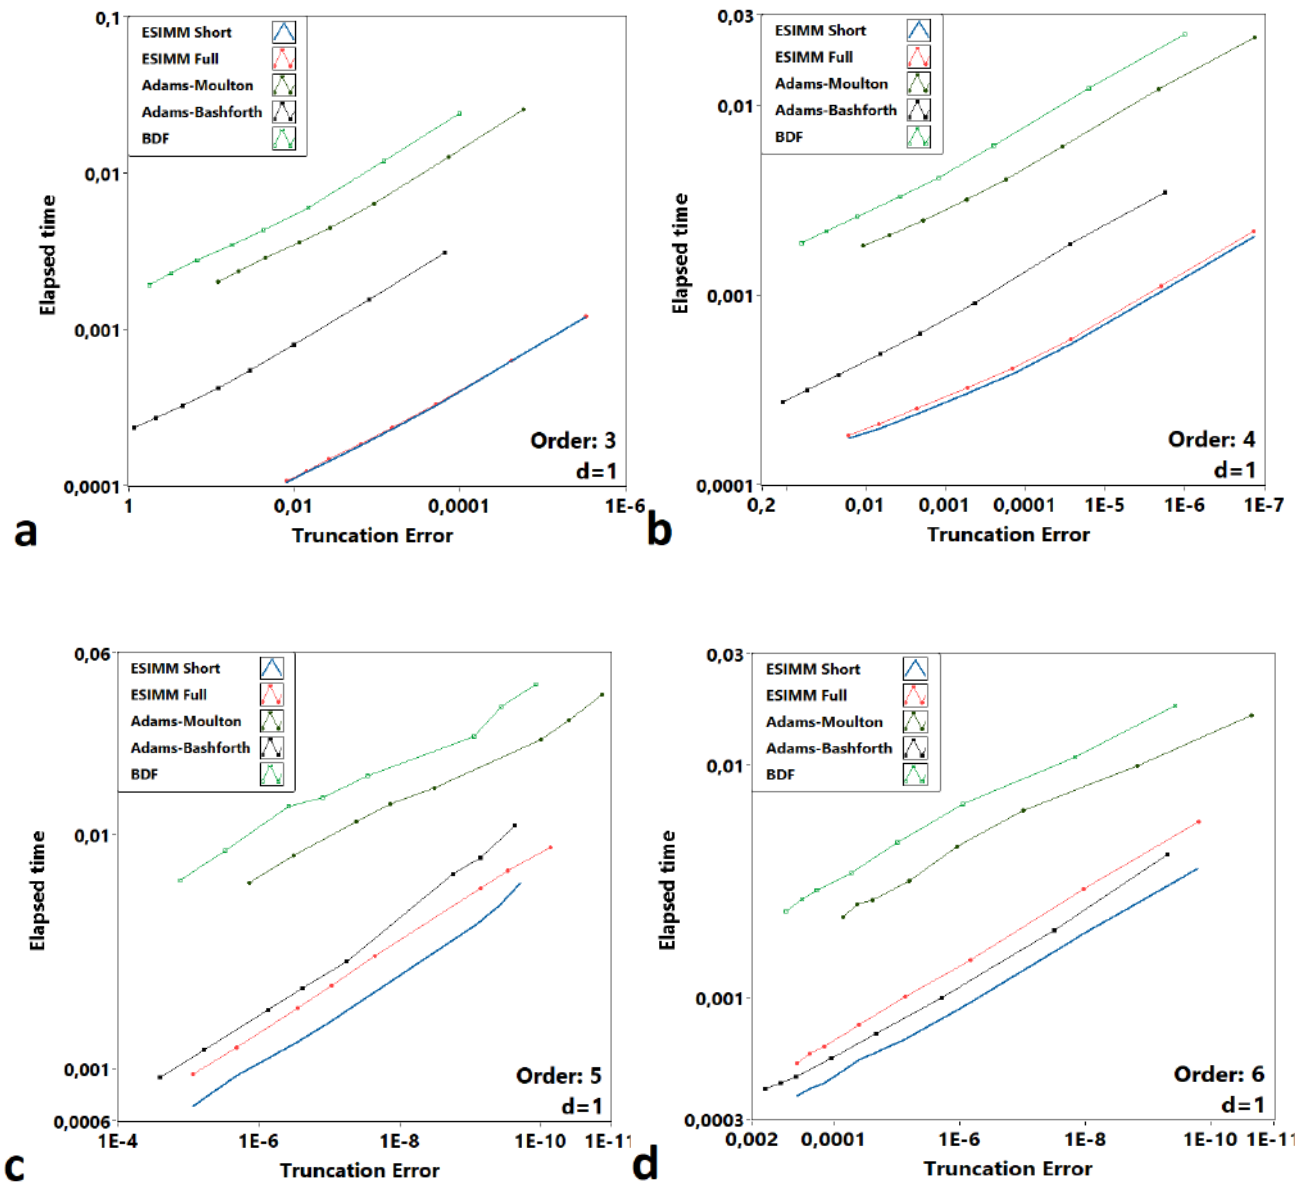 0,1
ESIMM Short
ESIMM Full
Adams-Moulton
Adams-Bashforth
BDF
0,01
Elapsed time
0,001
0,0001
Order: 3
d=1
1
0,01
0,0001
1E-6
Truncation Error
a
0,03
ESIMM Short
ESIMM Full
Adams-Moulton
Adams-Bashforth
BDF
0,01
Elapsed time
0,001
0,0001
Order: 4
d=1
0,2
0,01
0,001
0,0001
1E-5
1E-6
1E-7
Truncation Error
b
0,06
ESIMM Short
ESIMM Full
Adams-Moulton
Adams-Bashforth
BDF
0,01
Elapsed time
0,001
0,0006
Order: 5
d=1
1E-4
1E-6
1E-8
1E-10
1E-11
Truncation Error
c
0,03
ESIMM Short
ESIMM Full
Adams-Moulton
Adams-Bashforth
BDF
0,01
Elapsed time
0,001
0,0003
Order: 6
d=1
0,002
0,0001
1E-6
1E-8
1E-10
1E-11
Truncation Error
d